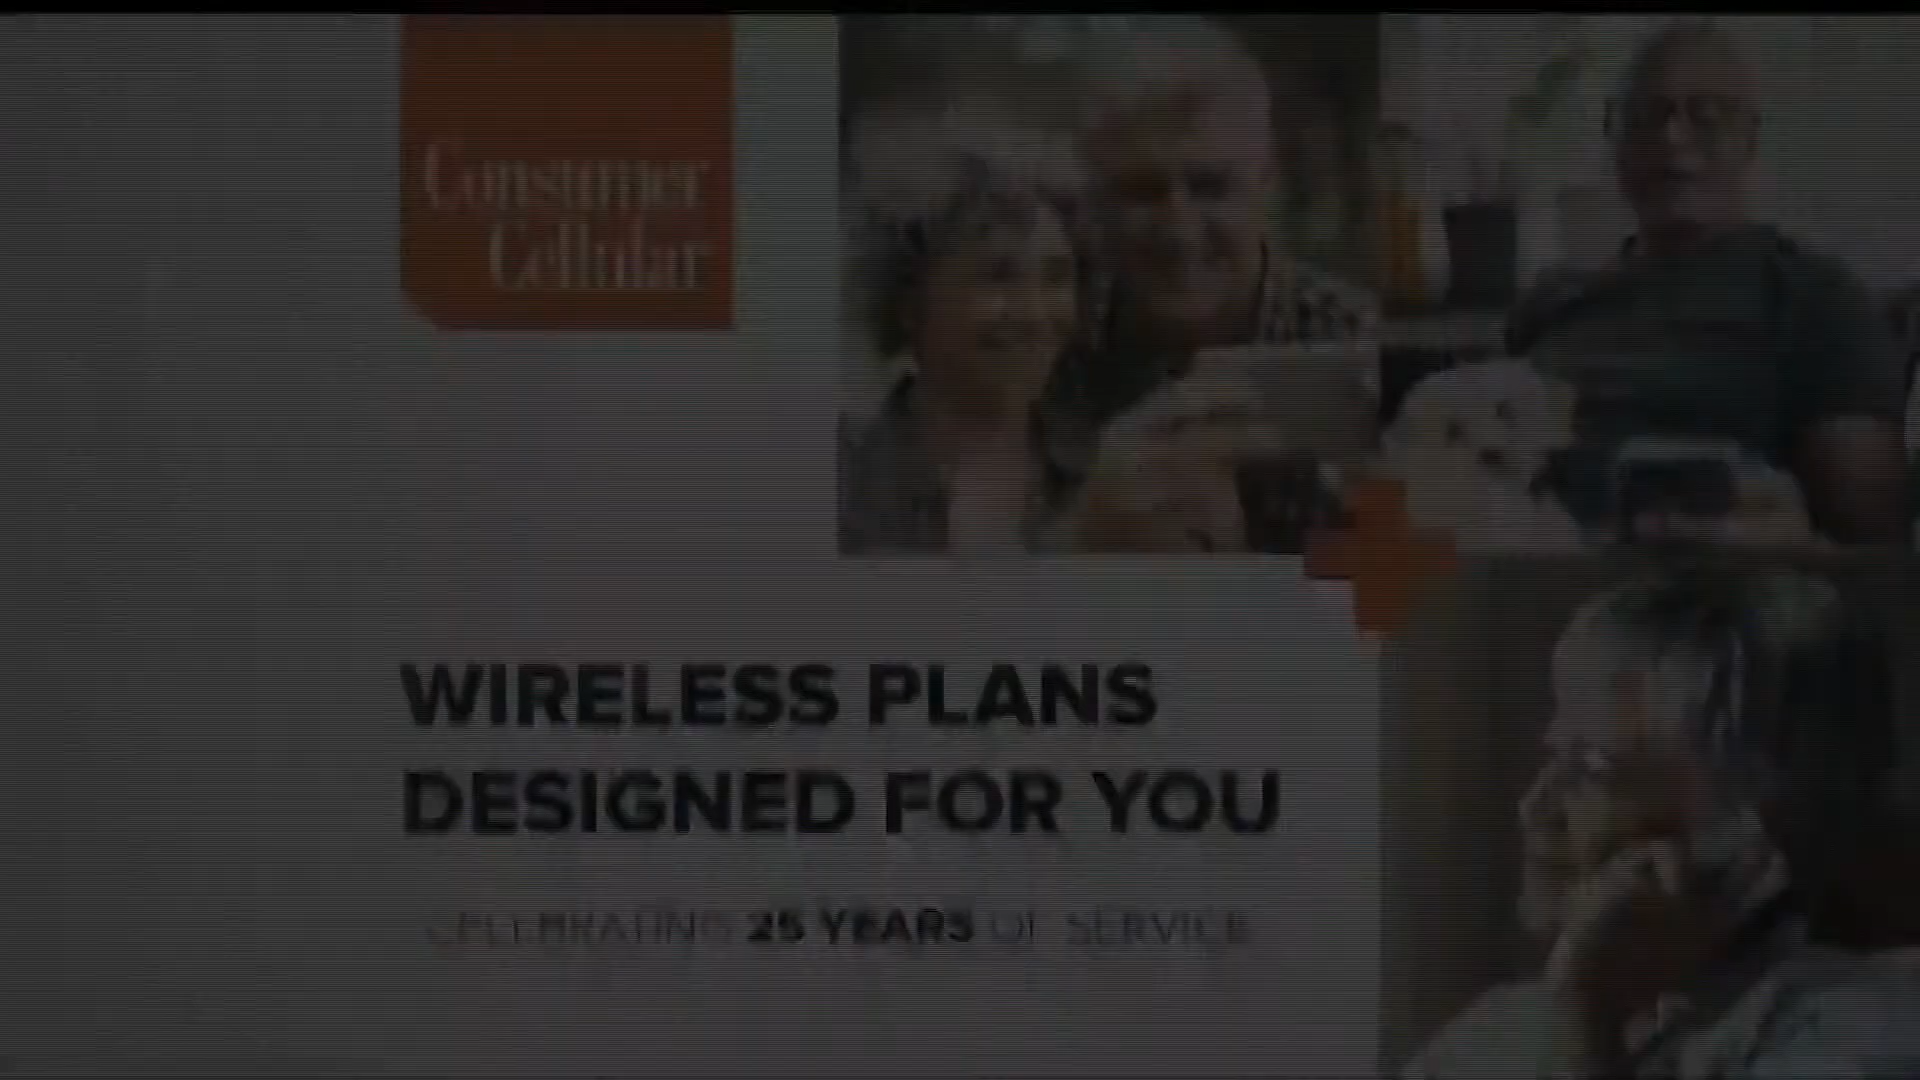 Consumer
Cellular
WIRELESS PLANS
DESIGNED FOR YOU
CELEBRATING 25 YEARS OF SERVICE